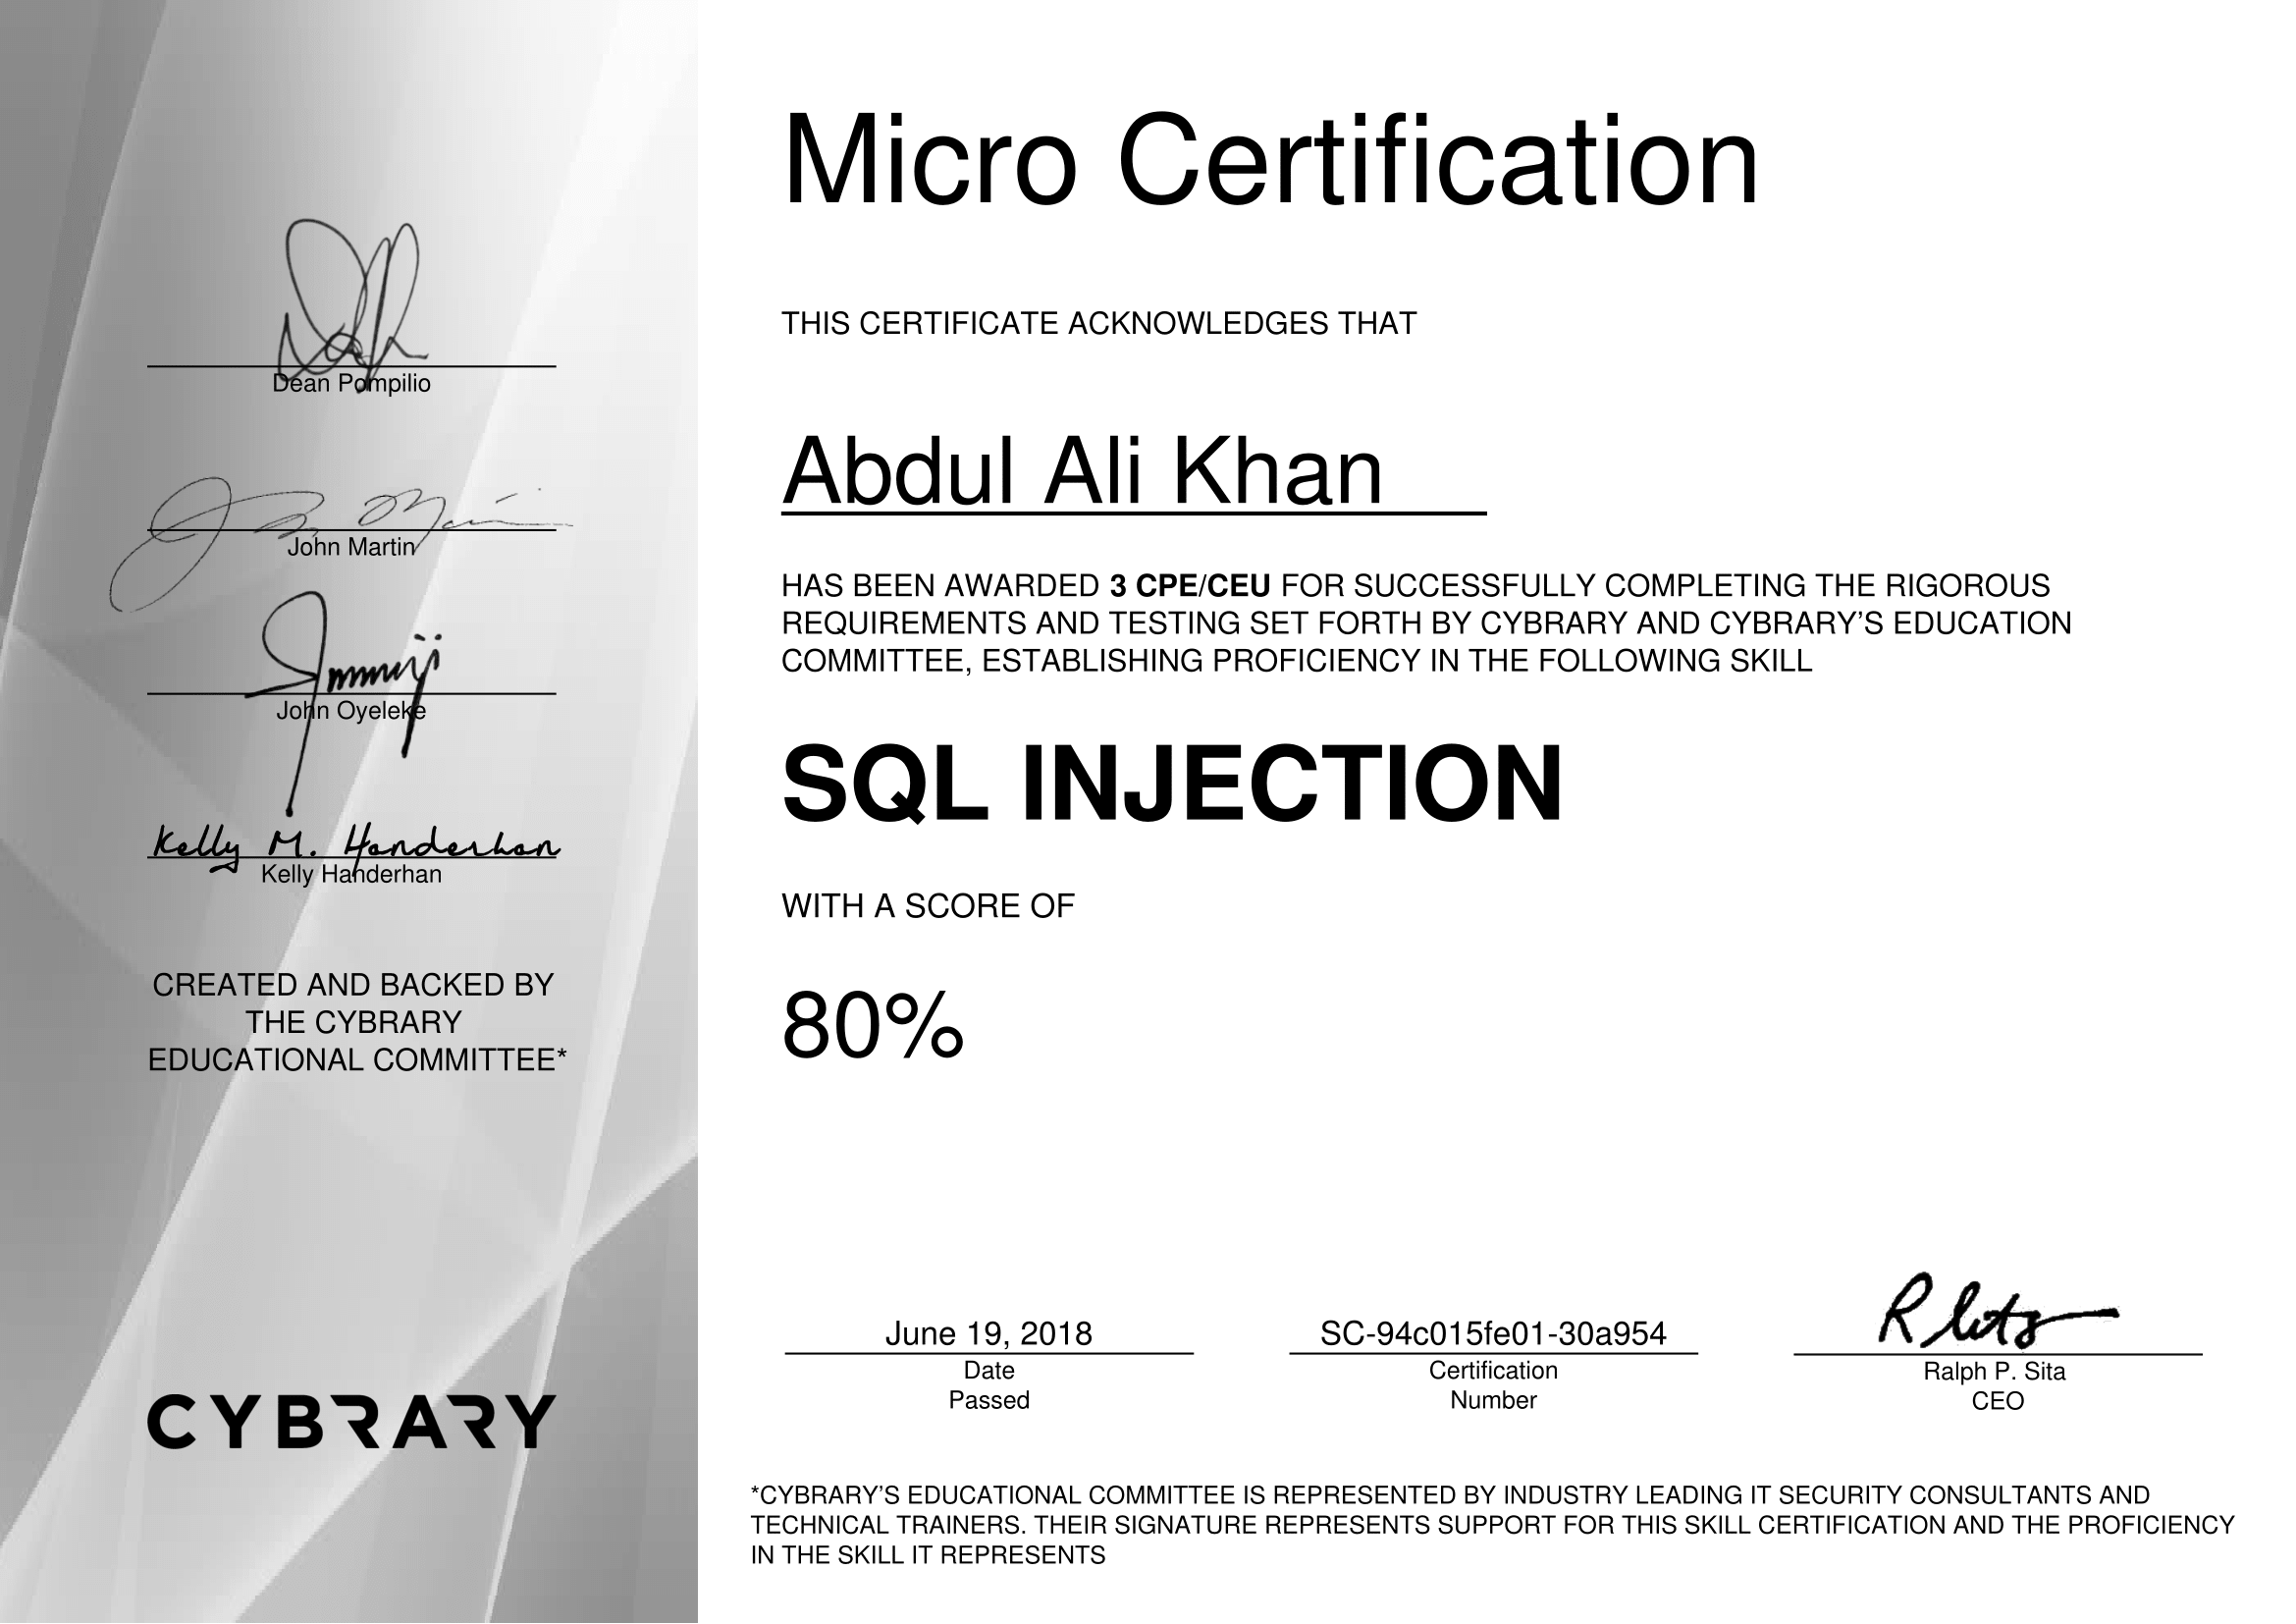 Dean Pompilio
John Martin
John Oyeleke
Kelly M. Handerhan
Kelly Handerhan
CREATED AND BACKED BY
THE CYBRARY
EDUCATIONAL COMMITTEE*
CYBRARY
Micro Certification
THIS CERTIFICATE ACKNOWLEDGES THAT
Abdul Ali Khan
HAS BEEN AWARDED 3 CPE/CEU FOR SUCCESSFULLY COMPLETING THE RIGOROUS
REQUIREMENTS AND TESTING SET FORTH BY CYBRARY AND CYBRARY’S EDUCATION
COMMITTEE, ESTABLISHING PROFICIENCY IN THE FOLLOWING SKILL
SQL INJECTION
WITH A SCORE OF
80%
June 19, 2018
Date
Passed
SC-94c015fe01-30a954
Certification
Number
Ralph P. Sita
CEO
*CYBRARY’S EDUCATIONAL COMMITTEE IS REPRESENTED BY INDUSTRY LEADING IT SECURITY CONSULTANTS AND
TECHNICAL TRAINERS. THEIR SIGNATURE REPRESENTS SUPPORT FOR THIS SKILL CERTIFICATION AND THE PROFICIENCY
IN THE SKILL IT REPRESENTS